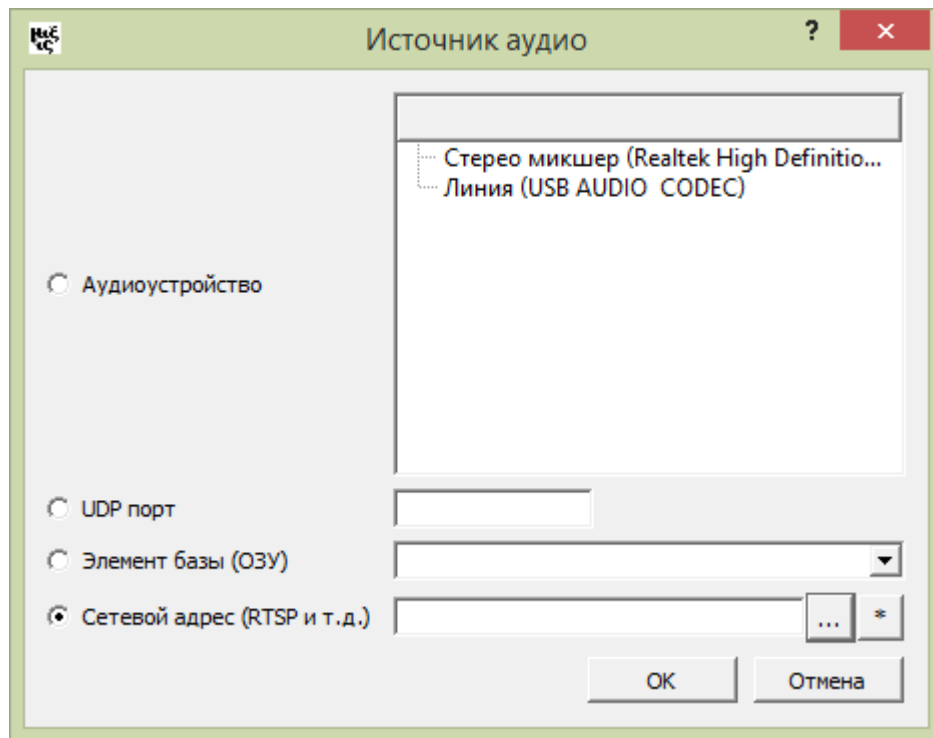 Источник аудио
?
Стерео микшер (Realtek High Definitio...
Линия (USB AUDIO CODEC)
Аудиоустройство
UDP порт
Элемент базы (ОЗУ)
Сетевой адрес (RTSP и т.д.)
...
*
OK
Отмена